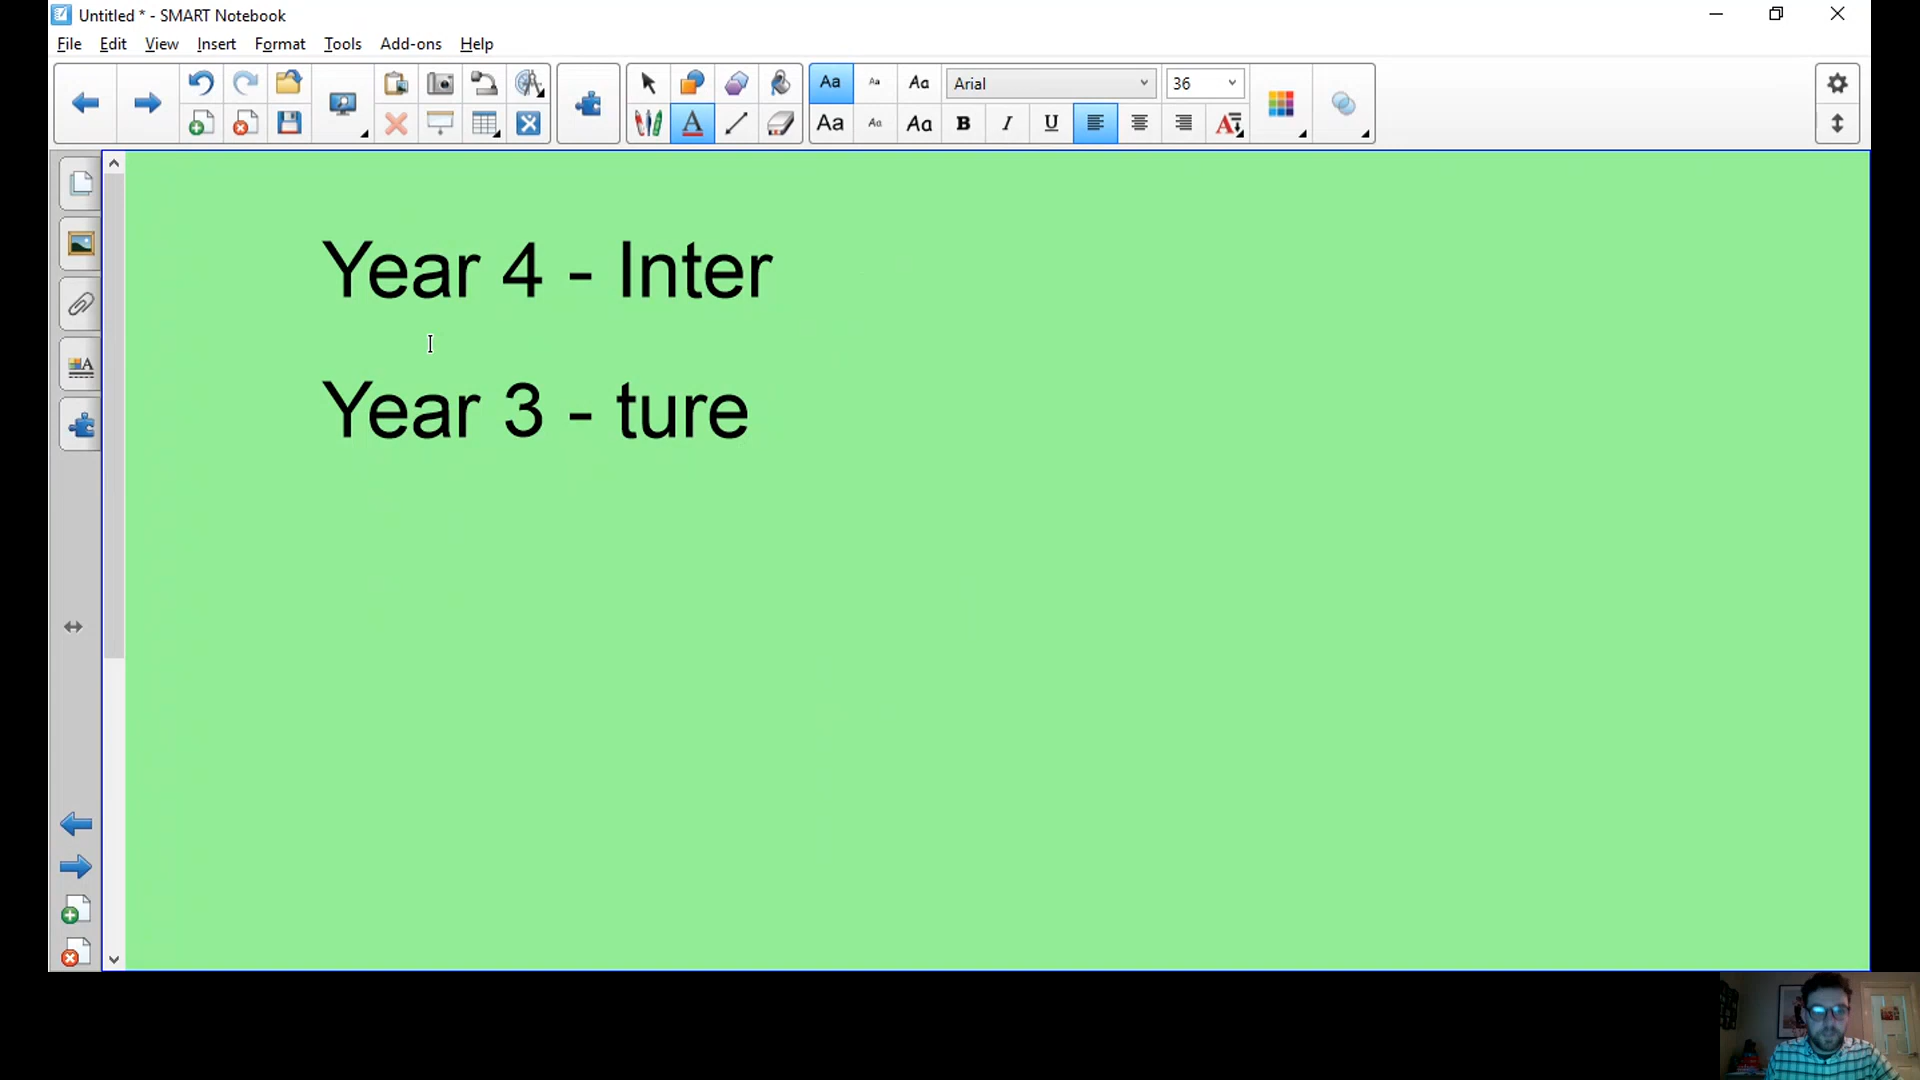 Untitled * - SMART Notebook
File Edit View Insert Format Tools Add-ons Help
Aa Aa Aa Arial 36
A Aa Aa Aa B I U A
Year 4 - Inter
Year 3 - ture